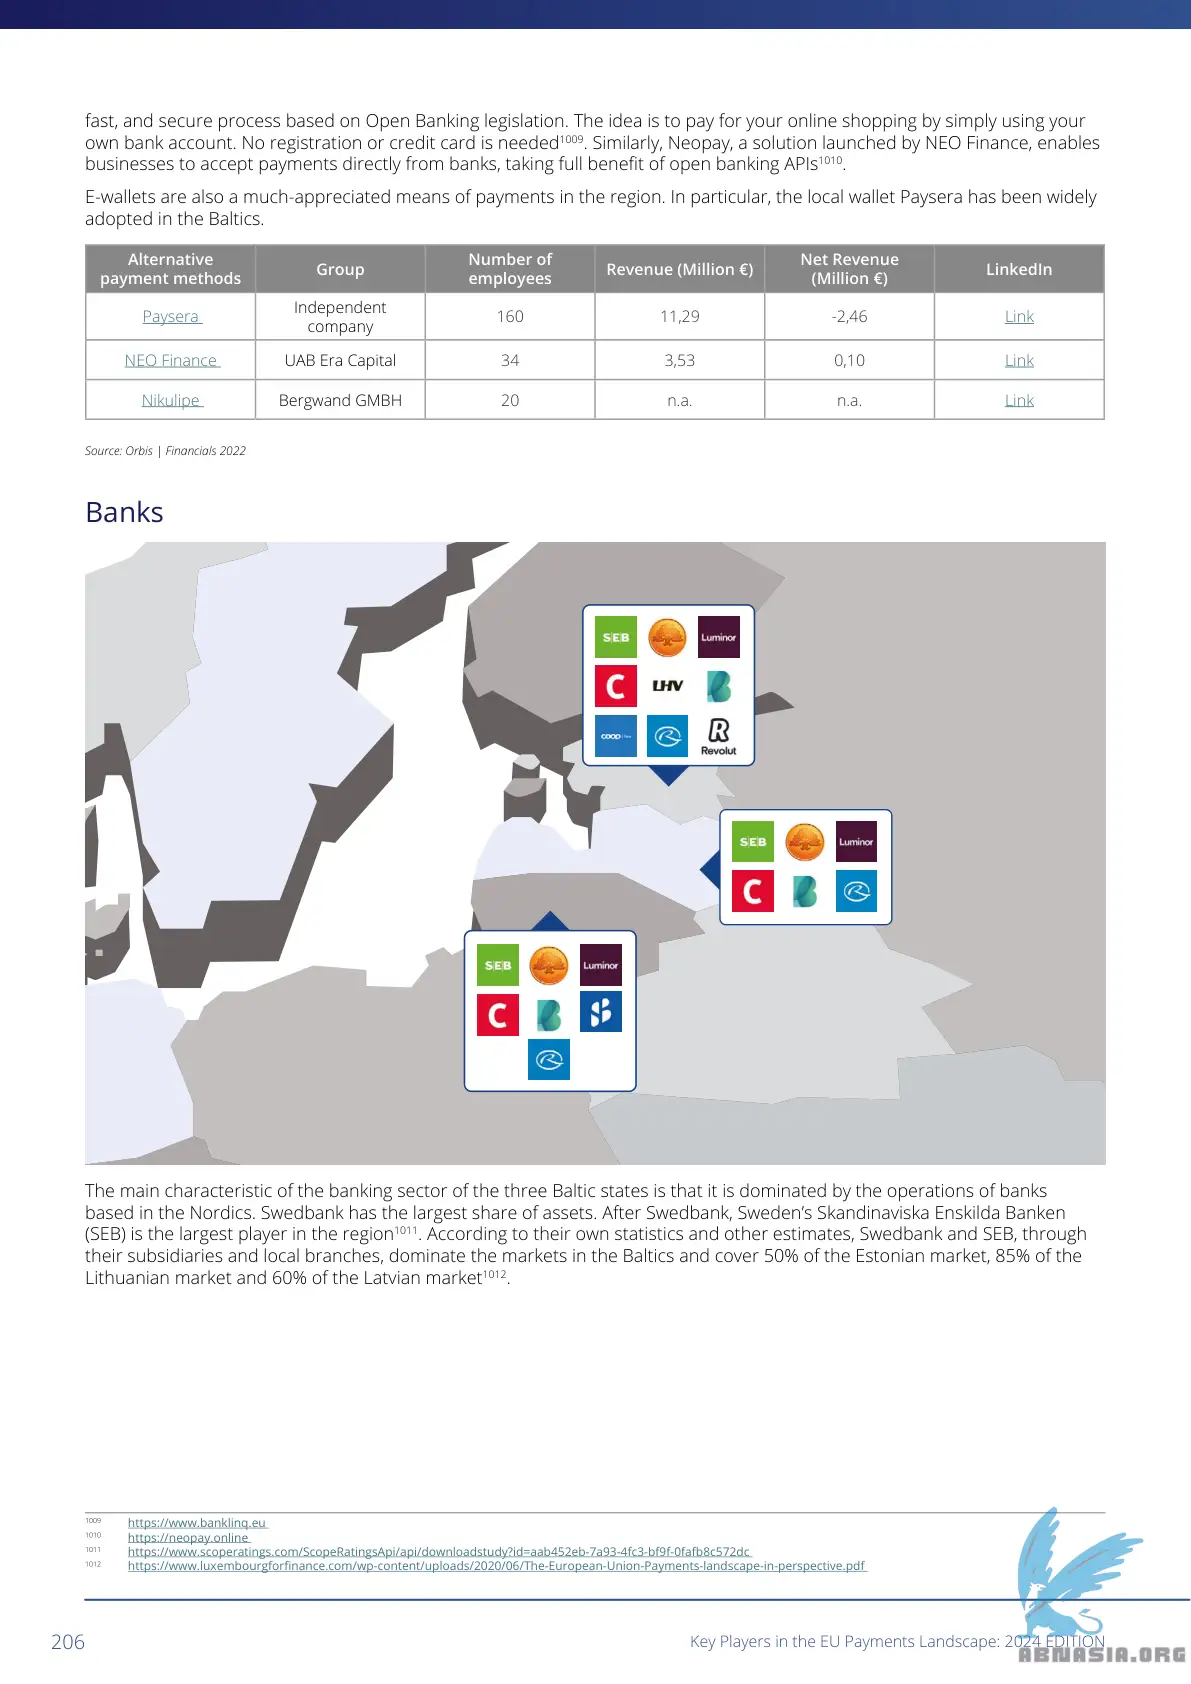 fast, and secure process based on Open Banking legislation. The idea is to pay for your online shopping by simply using your
own bank account. No registration or credit card is needed1009. Similarly, Neopay, a solution launched by NEO Finance, enables
businesses to accept payments directly from banks, taking full benefit of open banking APIs1010.
E-wallets are also a much-appreciated means of payments in the region. In particular, the local wallet Paysera has been widely
adopted in the Baltics.
Alternative payment methods Group Number of employees Revenue (Million €) Net Revenue (Million €) LinkedIn
Paysera Independent company 160 11,29 -2,46 Link
NEO Finance UAB Era Capital 34 3,53 0,10 Link
Nikulipe Bergwand GMBH 20 n.a. n.a. Link
Source: Orbis | Financials 2022
Banks
SEB Luminor
C LHV B
COOP R Revolut
SEB Luminor
C B
SEB Luminor
C B
The main characteristic of the banking sector of the three Baltic states is that it is dominated by the operations of banks
based in the Nordics. Swedbank has the largest share of assets. After Swedbank, Sweden's Skandinaviska Enskilda Banken
(SEB) is the largest player in the region1011. According to their own statistics and other estimates, Swedbank and SEB, through
their subsidiaries and local branches, dominate the markets in the Baltics and cover 50% of the Estonian market, 85% of the
Lithuanian market and 60% of the Latvian market1012.
1009 https://www.banklinq.eu
1010 https://neopay.online
1011 https://www.scoperatings.com/ScopeRatingsApi/api/downloadstudy?id=aab452eb-7a93-4fc3-bf9f-0fafb8c572dc
1012 https://www.luxembourgforfinance.com/wp-content/uploads/2020/06/The-European-Union-Payments-landscape-in-perspective.pdf
206 Key Players in the EU Payments Landscape: 2024 EDITION
ABNASIA.ORG